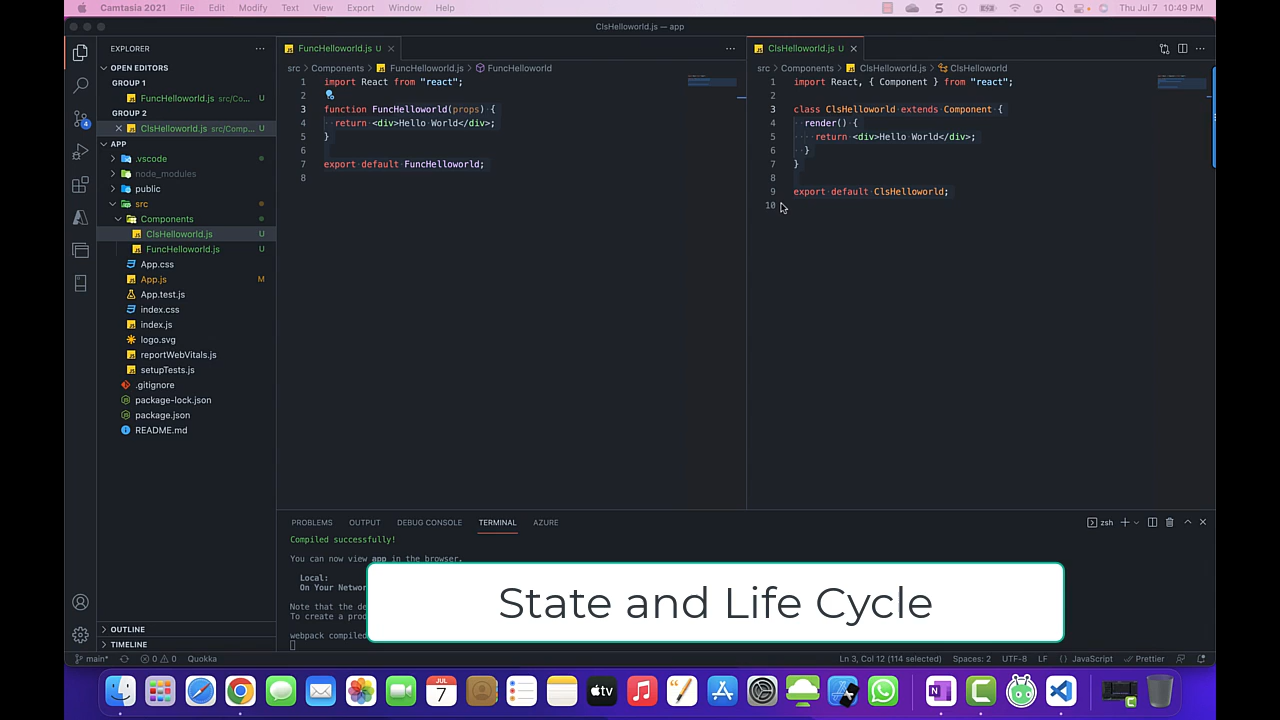 Camtasia 2021 File Edit Modify Text View Export Window Help Thu Jul 7 10:49 PM
ClsHelloworld.js — app
EXPLORER
OPEN EDITORS
GROUP 1
FuncHelloworld.js src/Co... U
GROUP 2
ClsHelloworld.js src/Comp... U
APP
.vscode
node_modules
public
src
Components
ClsHelloworld.js U
FuncHelloworld.js U
App.css
App.js M
App.test.js
index.css
index.js
logo.svg
reportWebVitals.js
setupTests.js
.gitignore
package-lock.json
package.json
README.md
OUTLINE
TIMELINE
FuncHelloworld.js U
src > Components > FuncHelloworld.js > FuncHelloworld
1 import React from "react";
2
3 function FuncHelloworld(props) {
4 return <div>Hello World</div>;
5 }
6
7 export default FuncHelloworld;
8
ClsHelloworld.js U
src > Components > ClsHelloworld.js > ClsHelloworld
1 import React, { Component } from "react";
2
3 class ClsHelloworld extends Component {
4 render() {
5 return <div>Hello World</div>;
6 }
7 }
8
9 export default ClsHelloworld;
10
PROBLEMS OUTPUT DEBUG CONSOLE TERMINAL AZURE
zsh
Compiled successfully!
You can now view app in the browser.
Local:
On Your Networ
Note that the de
To create a prod
webpack compiled
State and Life Cycle
main* 0 0 Quokka Ln 3, Col 12 (114 selected) Spaces: 2 UTF-8 LF {} JavaScript Prettier
JUL
7
tv